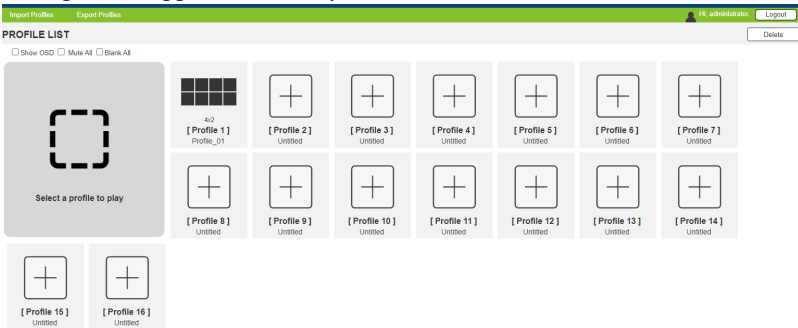 Import Profiles Export Profiles Hi, administrator Logout
PROFILE LIST Delete
Show OSD Mute All Blank All
Select a profile to play
4x2
[ Profile 1 ] [ Profile 2 ] [ Profile 3 ] [ Profile 4 ] [ Profile 5 ] [ Profile 6 ] [ Profile 7 ]
Profile_01 Untitled Untitled Untitled Untitled Untitled Untitled
[ Profile 8 ] [ Profile 9 ] [ Profile 10 ] [ Profile 11 ] [ Profile 12 ] [ Profile 13 ] [ Profile 14 ]
Untitled Untitled Untitled Untitled Untitled Untitled Untitled
[ Profile 15 ] [ Profile 16 ]
Untitled Untitled